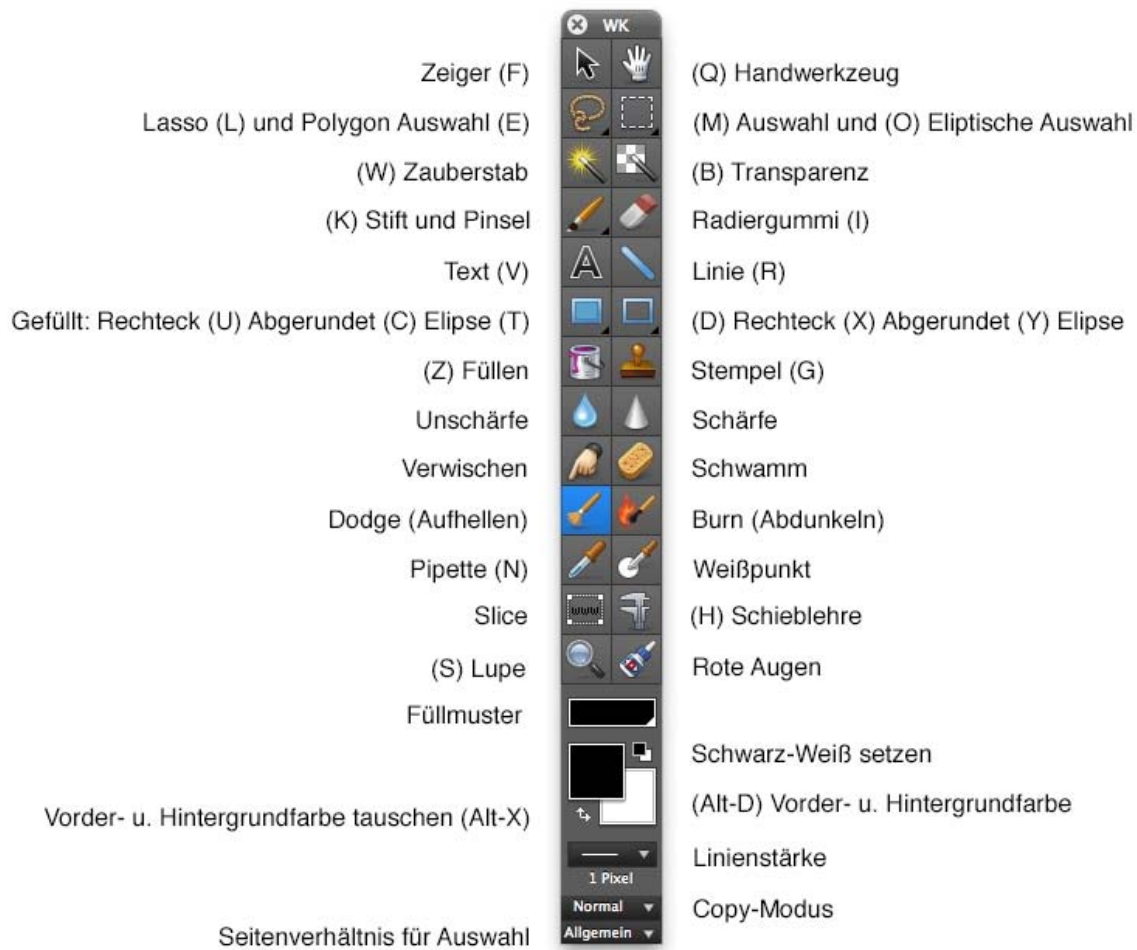 WK
Zeiger (F)
(Q) Handwerkzeug
Lasso (L) und Polygon Auswahl (E)
(M) Auswahl und (O) Eliptische Auswahl
(W) Zauberstab
(B) Transparenz
(K) Stift und Pinsel
Radiergummi (I)
Text (V)
A
Linie (R)
Gefüllt: Rechteck (U) Abgerundet (C) Elipse (T)
(D) Rechteck (X) Abgerundet (Y) Elipse
(Z) Füllen
Stempel (G)
Unschärfe
Schärfe
Verwischen
Schwamm
Dodge (Aufhellen)
Burn (Abdunkeln)
Pipette (N)
Weißpunkt
Slice
www
(H) Schieblehre
(S) Lupe
Rote Augen
Füllmuster
Schwarz-Weiß setzen
Vorder- u. Hintergrundfarbe tauschen (Alt-X)
(Alt-D) Vorder- u. Hintergrundfarbe
Linienstärke
1 Pixel
Normal
Copy-Modus
Seitenverhältnis für Auswahl
Allgemein